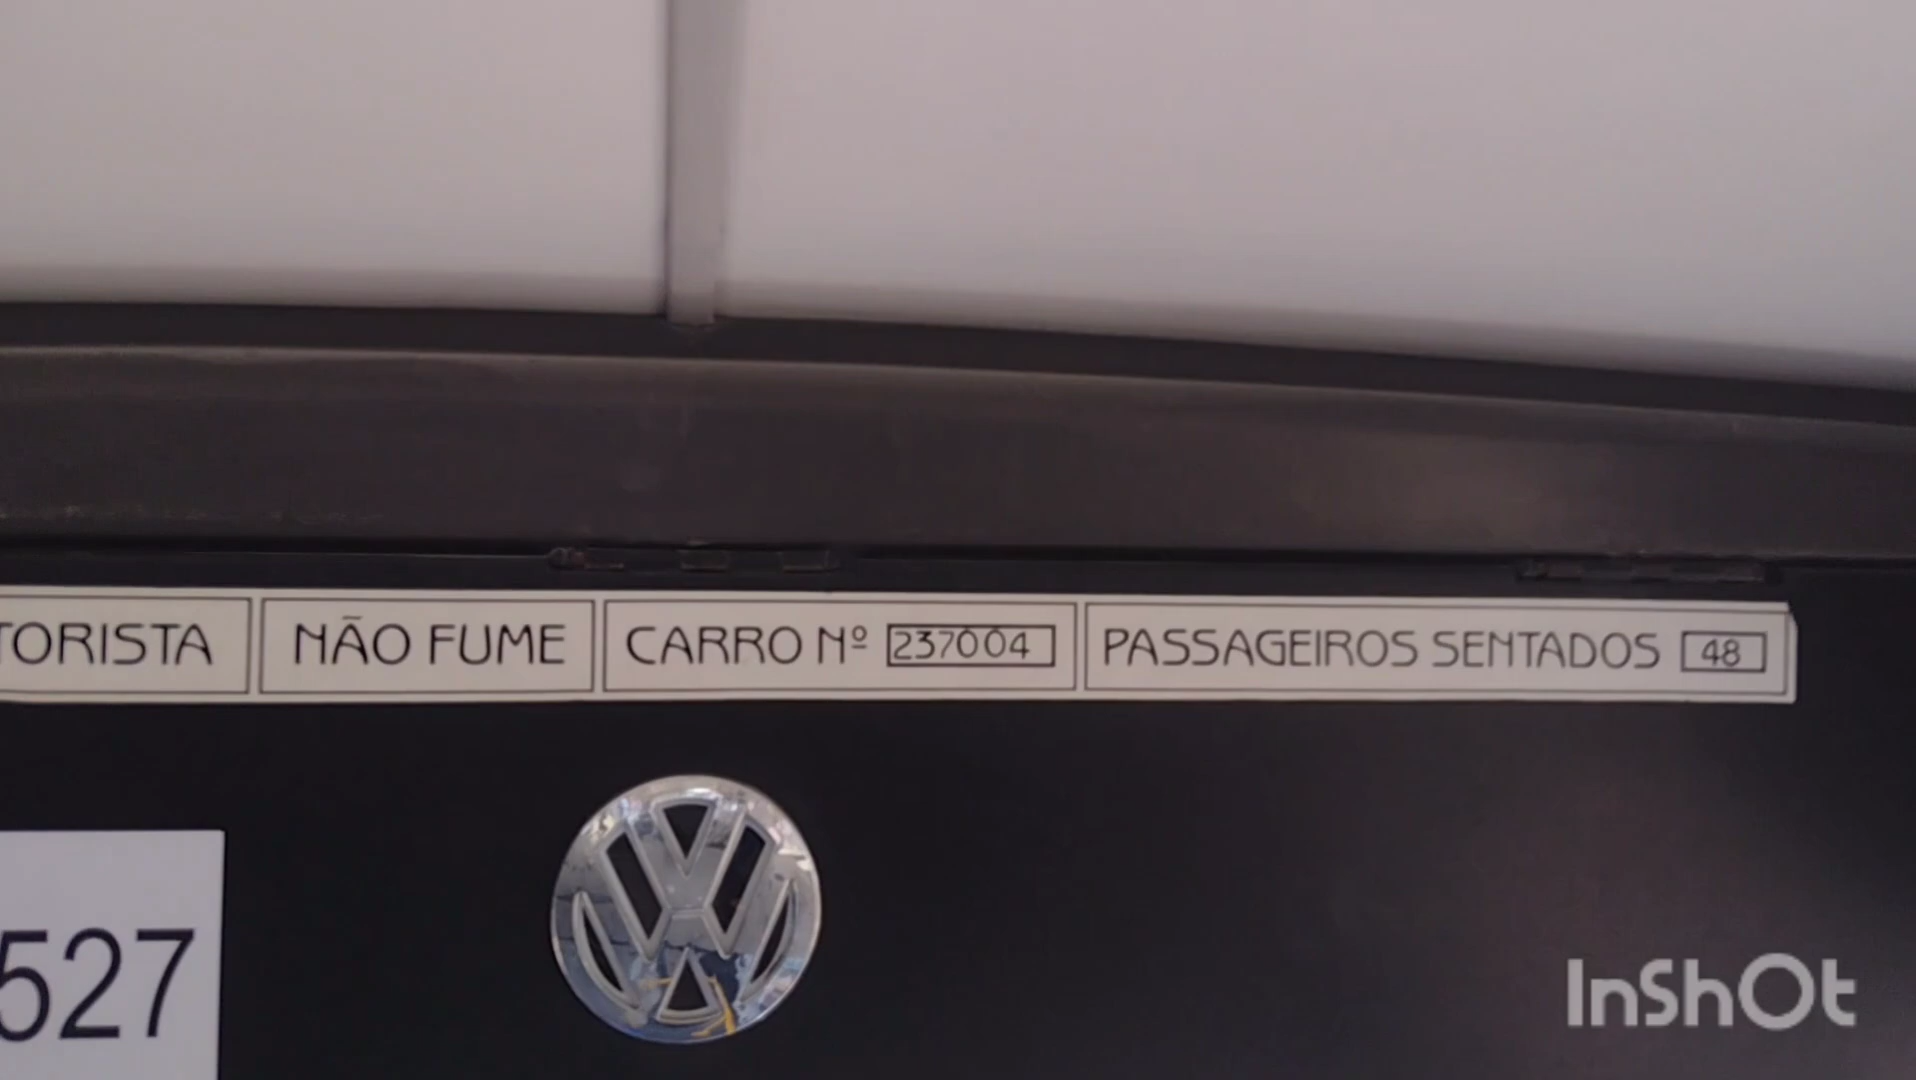 TORISTA NÃO FUME CARRO Nº 237004 PASSAGEIROS SENTADOS 48
527
InShOt